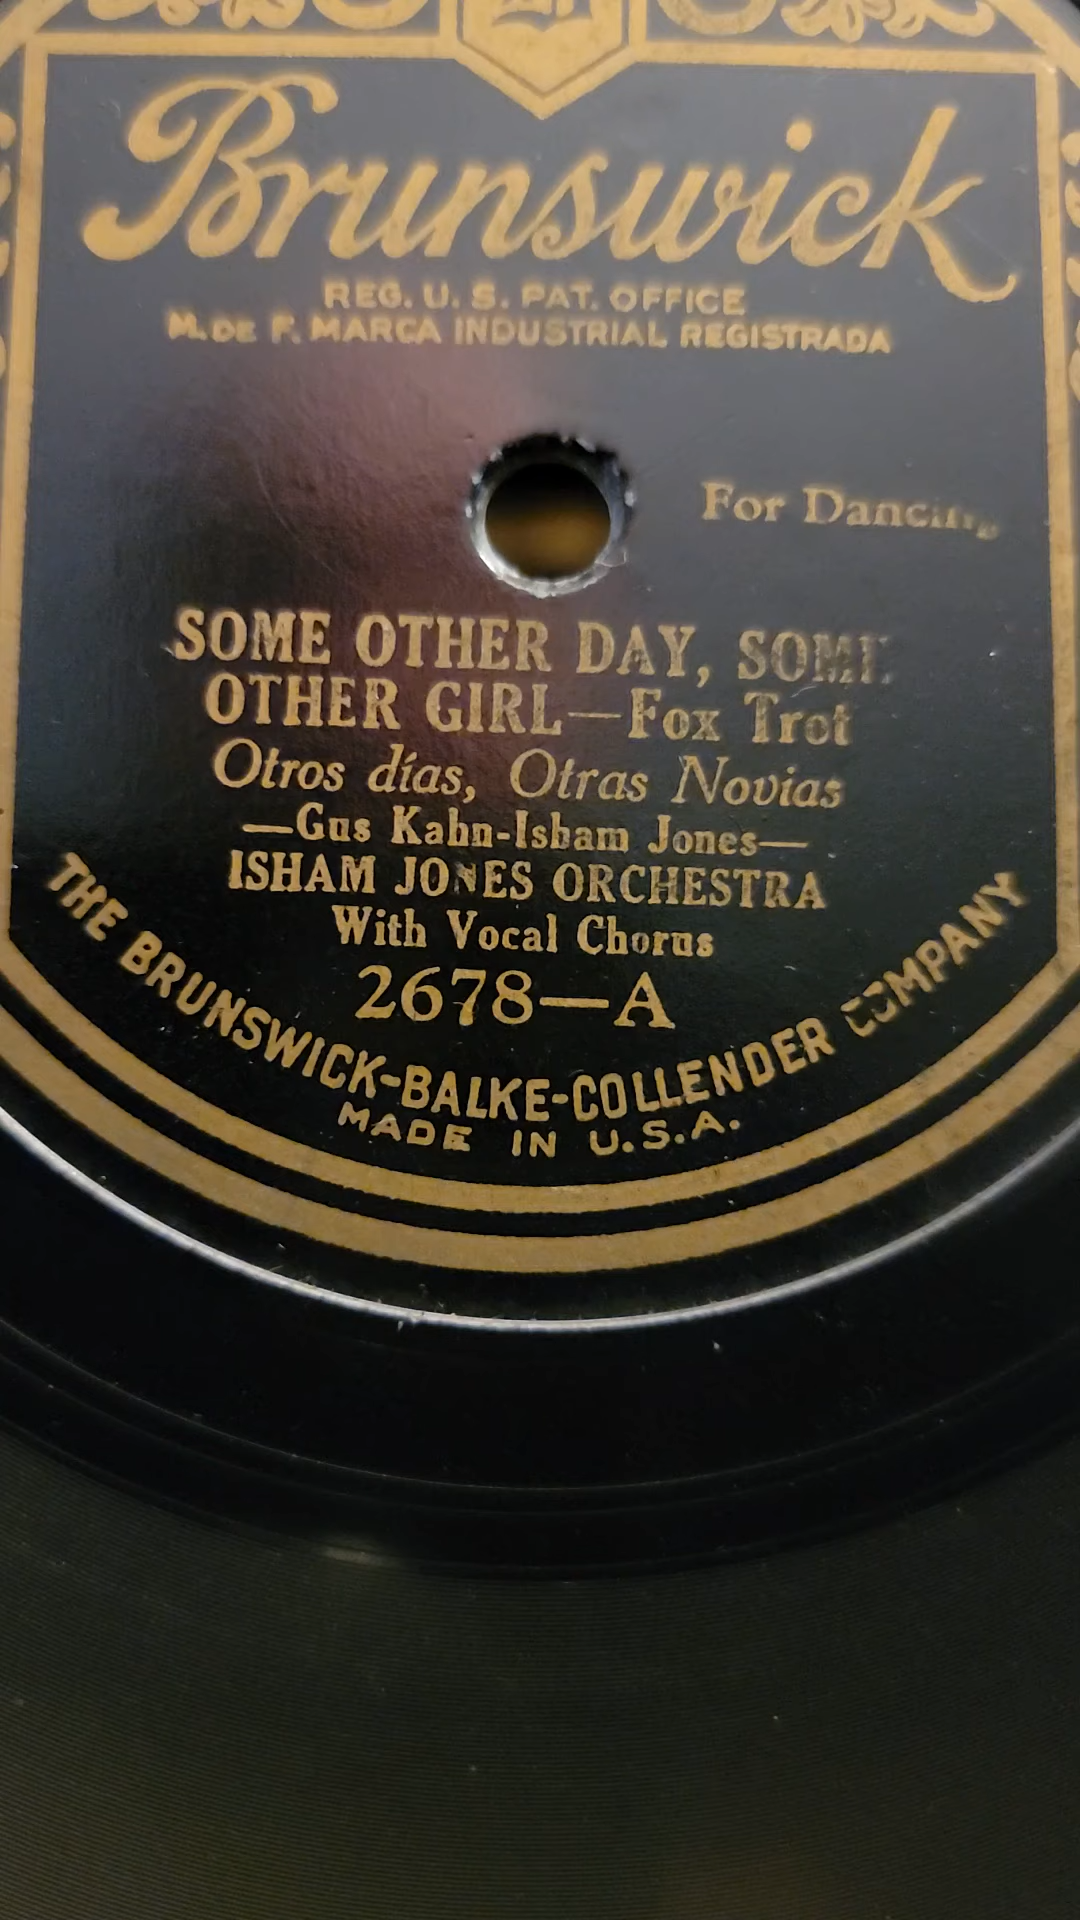 Brunswick
REG. U. S. PAT. OFFICE
M. DE F. MARCA INDUSTRIAL REGISTRADA
For Dancing
SOME OTHER DAY, SOME
OTHER GIRL—Fox Trot
Otros días, Otras Novias
—Gus Kahn-Isham Jones—
ISHAM JONES ORCHESTRA
With Vocal Chorus
2678—A
THE BRUNSWICK-BALKE-COLLENDER COMPANY
MADE IN U.S.A.